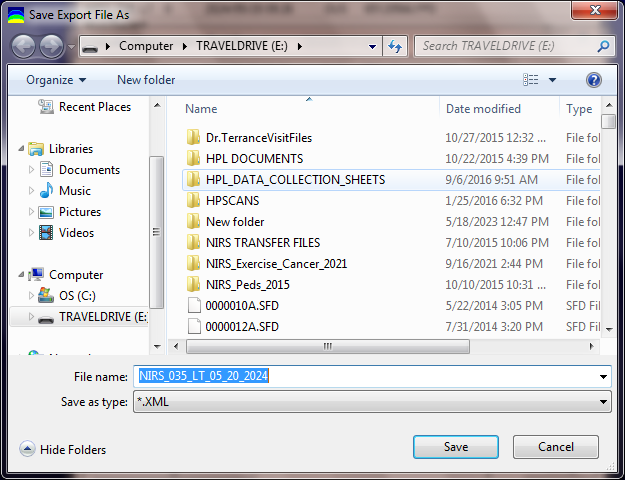 Save Export File As
Computer TRAVELDRIVE (E:)
Search TRAVELDRIVE (E:)
Organize New folder
Recent Places
Libraries
Documents
Music
Pictures
Videos
Computer
OS (C:)
TRAVELDRIVE (E:
Name Date modified Type
Dr.TerranceVisitFiles 10/27/2015 12:32 ... File fol
HPL DOCUMENTS 10/22/2015 4:39 PM File fol
HPL_DATA_COLLECTION_SHEETS 9/6/2016 9:51 AM File fol
HPSCANS 1/25/2016 6:32 PM File fol
New folder 5/18/2023 12:47 PM File fol
NIRS TRANSFER FILES 7/10/2015 10:06 PM File fol
NIRS_Exercise_Cancer_2021 9/16/2021 2:44 PM File fol
NIRS_Peds_2015 10/10/2015 10:31 ... File fol
0000010A.SFD 5/22/2014 3:05 PM SFD Fil
0000012A.SFD 7/31/2014 3:20 PM SFD Fil
File name: NIRS_035_LT_05_20_2024
Save as type: *.XML
Hide Folders
Save Cancel